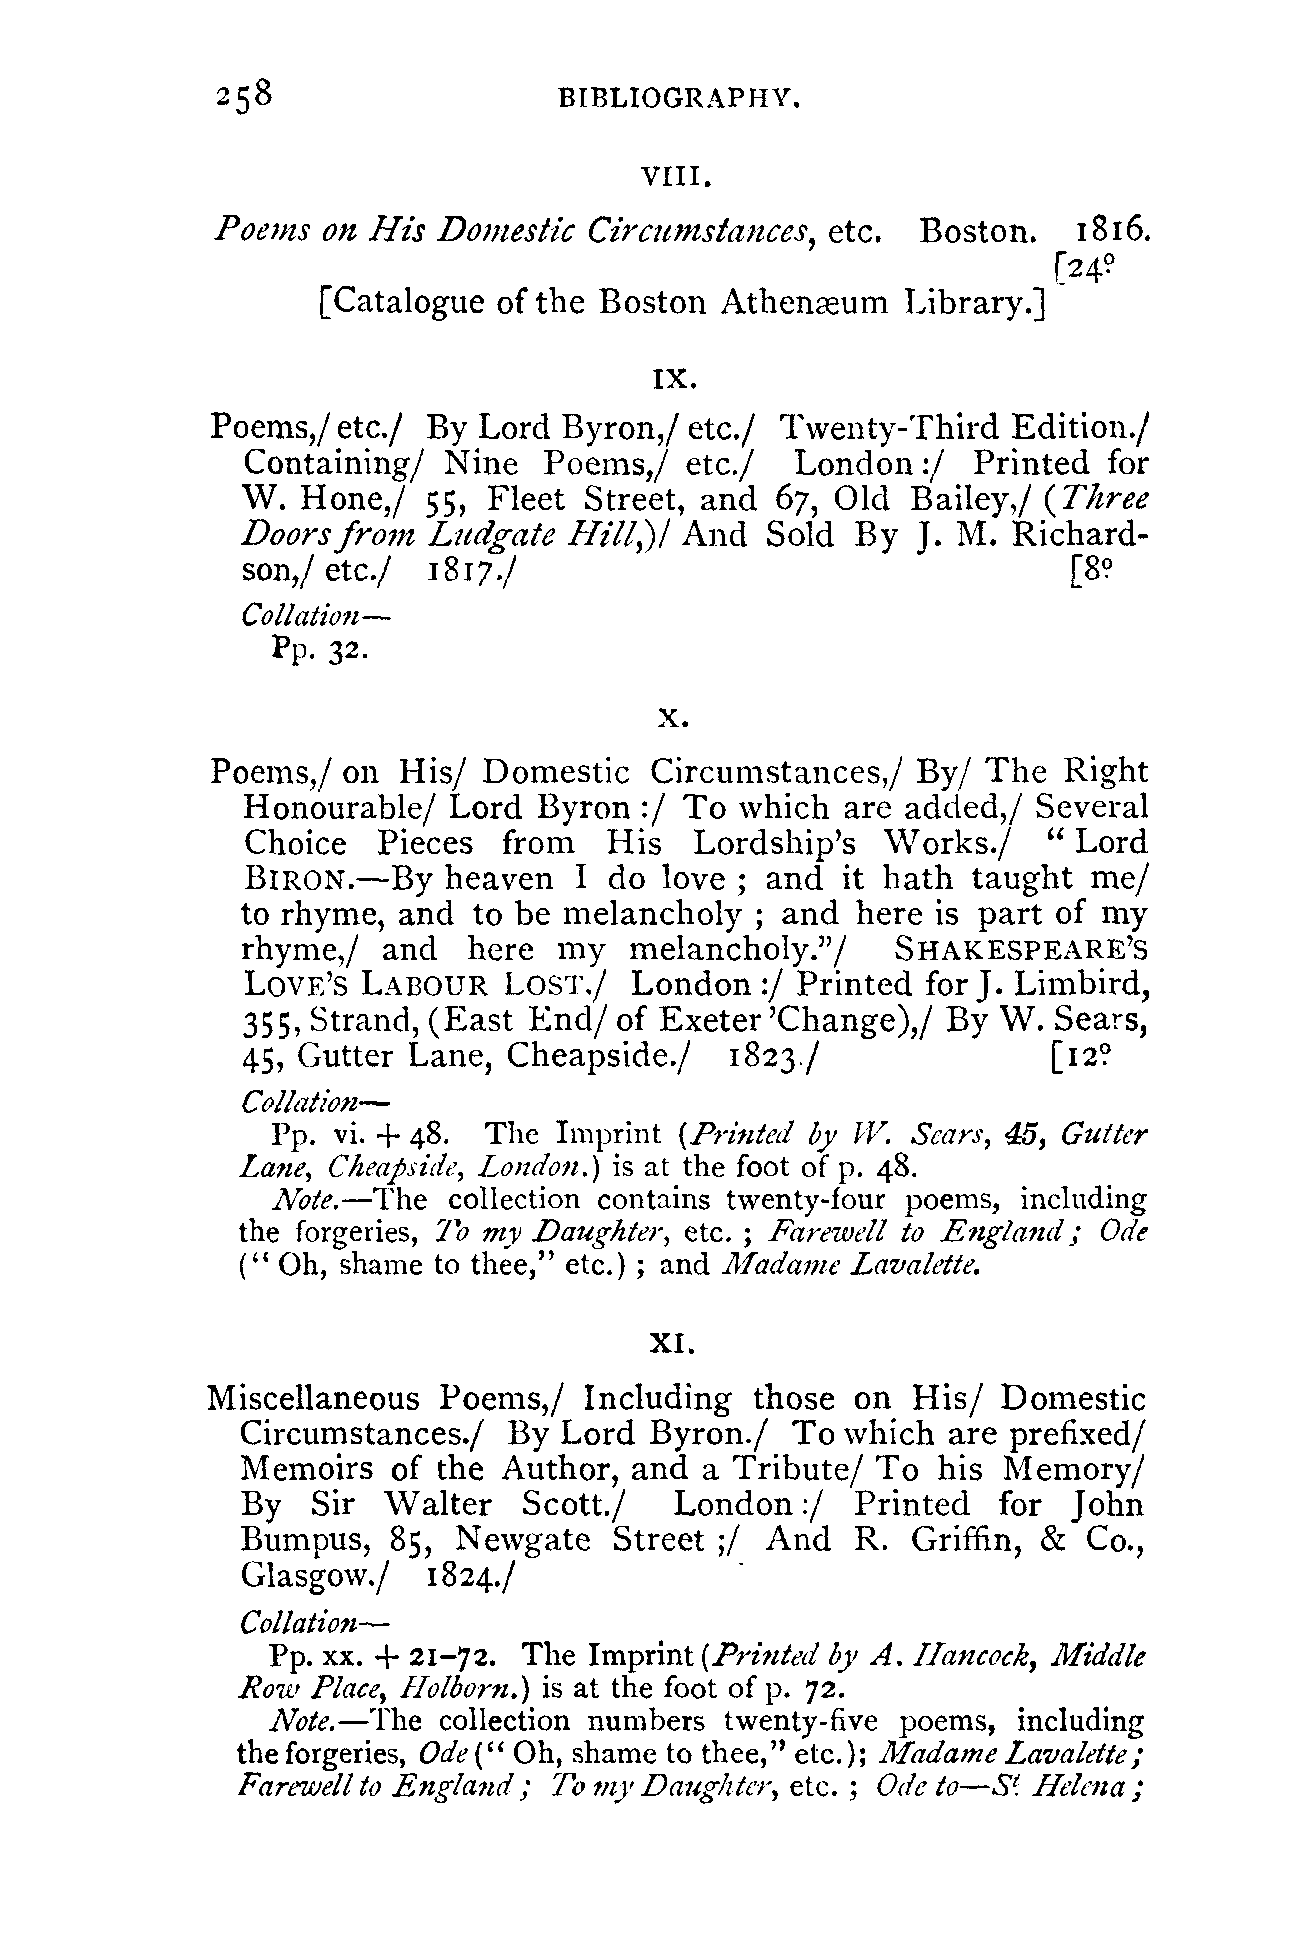 258 BIBLIOGRAPHY.
VIII.
Poems on His Domestic Circumstances, etc. Boston. 1816.
[24º
[Catalogue of the Boston Athenæum Library.]
IX.
Poems,/ etc./ By Lord Byron,/ etc./ Twenty-Third Edition./
Containing/ Nine Poems,/ etc./ London :/ Printed for
W. Hone,/ 55, Fleet Street, and 67, Old Bailey,/ (Three
Doors from Ludgate Hill,)/ And Sold By J. M. Richard-
son,/ etc./ 1817./ [8º
Collation—
Pp. 32.
X.
Poems,/ on His/ Domestic Circumstances,/ By/ The Right
Honourable/ Lord Byron :/ To which are added,/ Several
Choice Pieces from His Lordship's Works./ “ Lord
BIRON.—By heaven I do love ; and it hath taught me/
to rhyme, and to be melancholy ; and here is part of my
rhyme,/ and here my melancholy.”/ SHAKESPEARE'S
LOVE'S LABOUR LOST./ London :/ Printed for J. Limbird,
355, Strand, (East End/ of Exeter 'Change),/ By W. Sears,
45, Gutter Lane, Cheapside./ 1823./ [12º
Collation—
Pp. vi. + 48. The Imprint (Printed by W. Sears, 45, Gutter
Lane, Cheapside, London.) is at the foot of p. 48.
Note.—The collection contains twenty-four poems, including
the forgeries, To my Daughter, etc. ; Farewell to England ; Ode
(“ Oh, shame to thee,” etc.) ; and Madame Lavalette.
XI.
Miscellaneous Poems,/ Including those on His/ Domestic
Circumstances./ By Lord Byron./ To which are prefixed/
Memoirs of the Author, and a Tribute/ To his Memory/
By Sir Walter Scott./ London :/ Printed for John
Bumpus, 85, Newgate Street ;/ And R. Griffin, & Co.,
Glasgow./ 1824./
Collation—
Pp. xx. + 21–72. The Imprint (Printed by A. Hancock, Middle
Row Place, Holborn.) is at the foot of p. 72.
Note.—The collection numbers twenty-five poems, including
the forgeries, Ode (“ Oh, shame to thee,” etc.); Madame Lavalette ;
Farewell to England ; To my Daughter, etc. ; Ode to—St Helena ;